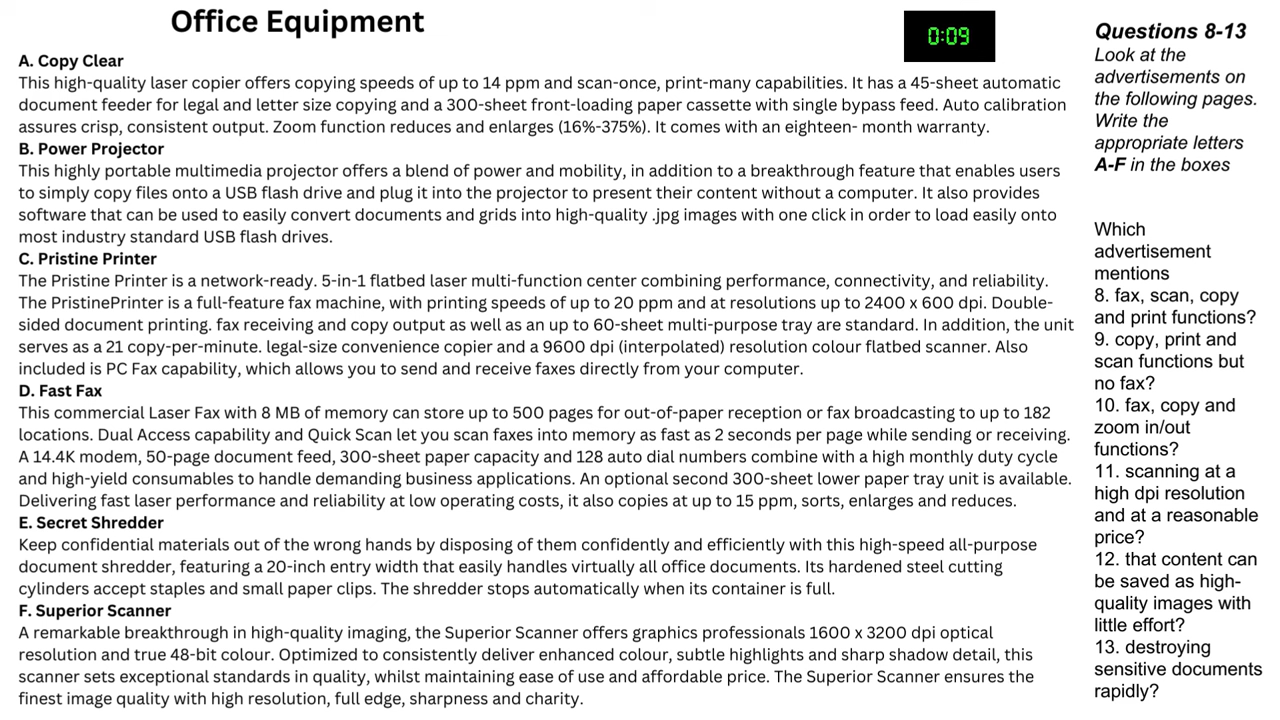 Office Equipment
0:09
A. Copy Clear
This high-quality laser copier offers copying speeds of up to 14 ppm and scan-once, print-many capabilities. It has a 45-sheet automatic
document feeder for legal and letter size copying and a 300-sheet front-loading paper cassette with single bypass feed. Auto calibration
assures crisp, consistent output. Zoom function reduces and enlarges (16%-375%). It comes with an eighteen- month warranty.
B. Power Projector
This highly portable multimedia projector offers a blend of power and mobility, in addition to a breakthrough feature that enables users
to simply copy files onto a USB flash drive and plug it into the projector to present their content without a computer. It also provides
software that can be used to easily convert documents and grids into high-quality .jpg images with one click in order to load easily onto
most industry standard USB flash drives.
C. Pristine Printer
The Pristine Printer is a network-ready. 5-in-1 flatbed laser multi-function center combining performance, connectivity, and reliability.
The PristinePrinter is a full-feature fax machine, with printing speeds of up to 20 ppm and at resolutions up to 2400 x 600 dpi. Double-
sided document printing. fax receiving and copy output as well as an up to 60-sheet multi-purpose tray are standard. In addition, the unit
serves as a 21 copy-per-minute. legal-size convenience copier and a 9600 dpi (interpolated) resolution colour flatbed scanner. Also
included is PC Fax capability, which allows you to send and receive faxes directly from your computer.
D. Fast Fax
This commercial Laser Fax with 8 MB of memory can store up to 500 pages for out-of-paper reception or fax broadcasting to up to 182
locations. Dual Access capability and Quick Scan let you scan faxes into memory as fast as 2 seconds per page while sending or receiving.
A 14.4K modem, 50-page document feed, 300-sheet paper capacity and 128 auto dial numbers combine with a high monthly duty cycle
and high-yield consumables to handle demanding business applications. An optional second 300-sheet lower paper tray unit is available.
Delivering fast laser performance and reliability at low operating costs, it also copies at up to 15 ppm, sorts, enlarges and reduces.
E. Secret Shredder
Keep confidential materials out of the wrong hands by disposing of them confidently and efficiently with this high-speed all-purpose
document shredder, featuring a 20-inch entry width that easily handles virtually all office documents. Its hardened steel cutting
cylinders accept staples and small paper clips. The shredder stops automatically when its container is full.
F. Superior Scanner
A remarkable breakthrough in high-quality imaging, the Superior Scanner offers graphics professionals 1600 x 3200 dpi optical
resolution and true 48-bit colour. Optimized to consistently deliver enhanced colour, subtle highlights and sharp shadow detail, this
scanner sets exceptional standards in quality, whilst maintaining ease of use and affordable price. The Superior Scanner ensures the
finest image quality with high resolution, full edge, sharpness and charity.
Questions 8-13
Look at the
advertisements on
the following pages.
Write the
appropriate letters
A-F in the boxes
Which
advertisement
mentions
8. fax, scan, copy
and print functions?
9. copy, print and
scan functions but
no fax?
10. fax, copy and
zoom in/out
functions?
11. scanning at a
high dpi resolution
and at a reasonable
price?
12. that content can
be saved as high-
quality images with
little effort?
13. destroying
sensitive documents
rapidly?